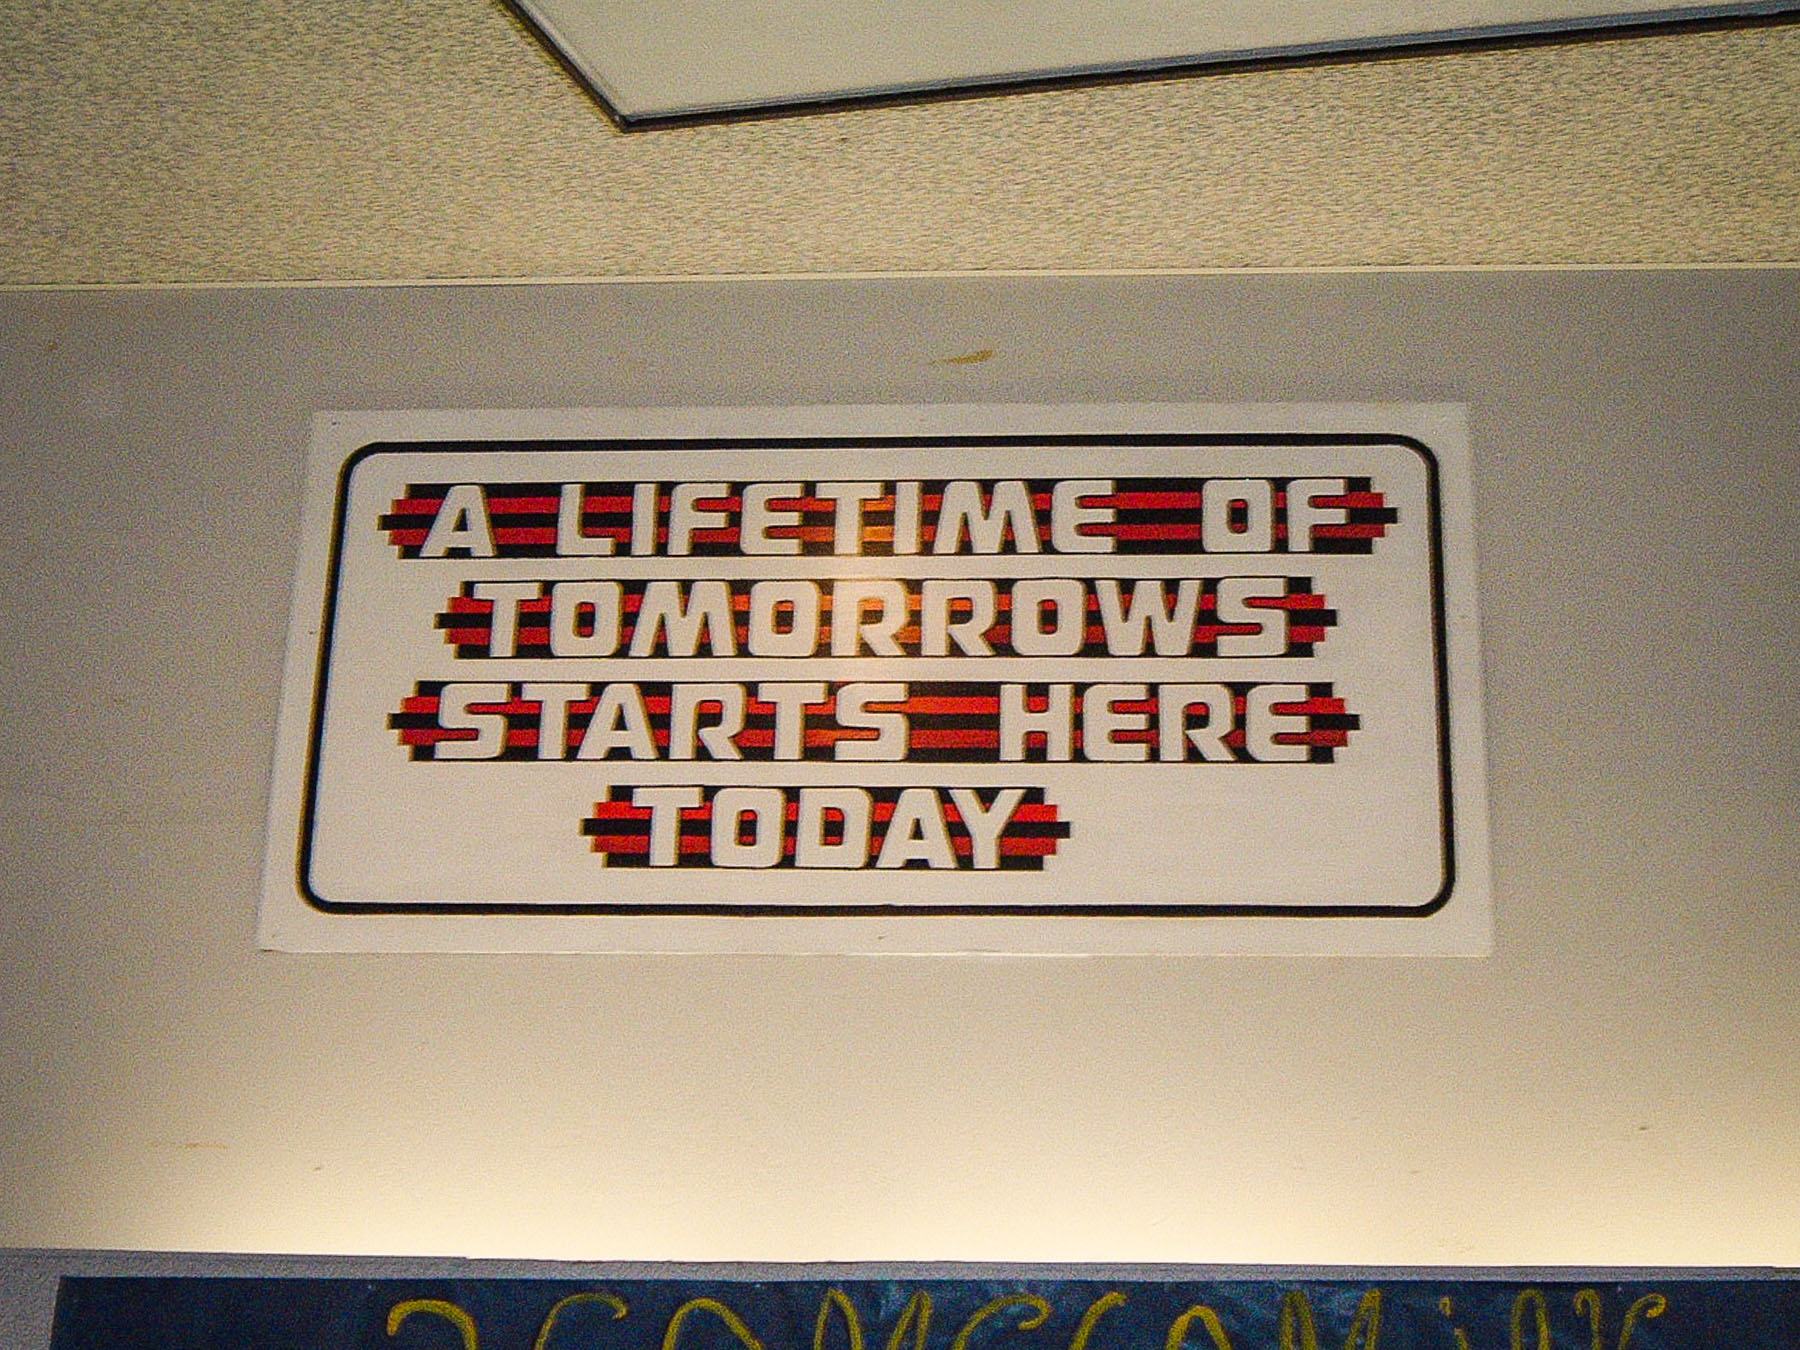 A LIFETIME OF
TOMORROWS
STARTS HERE
TODAY